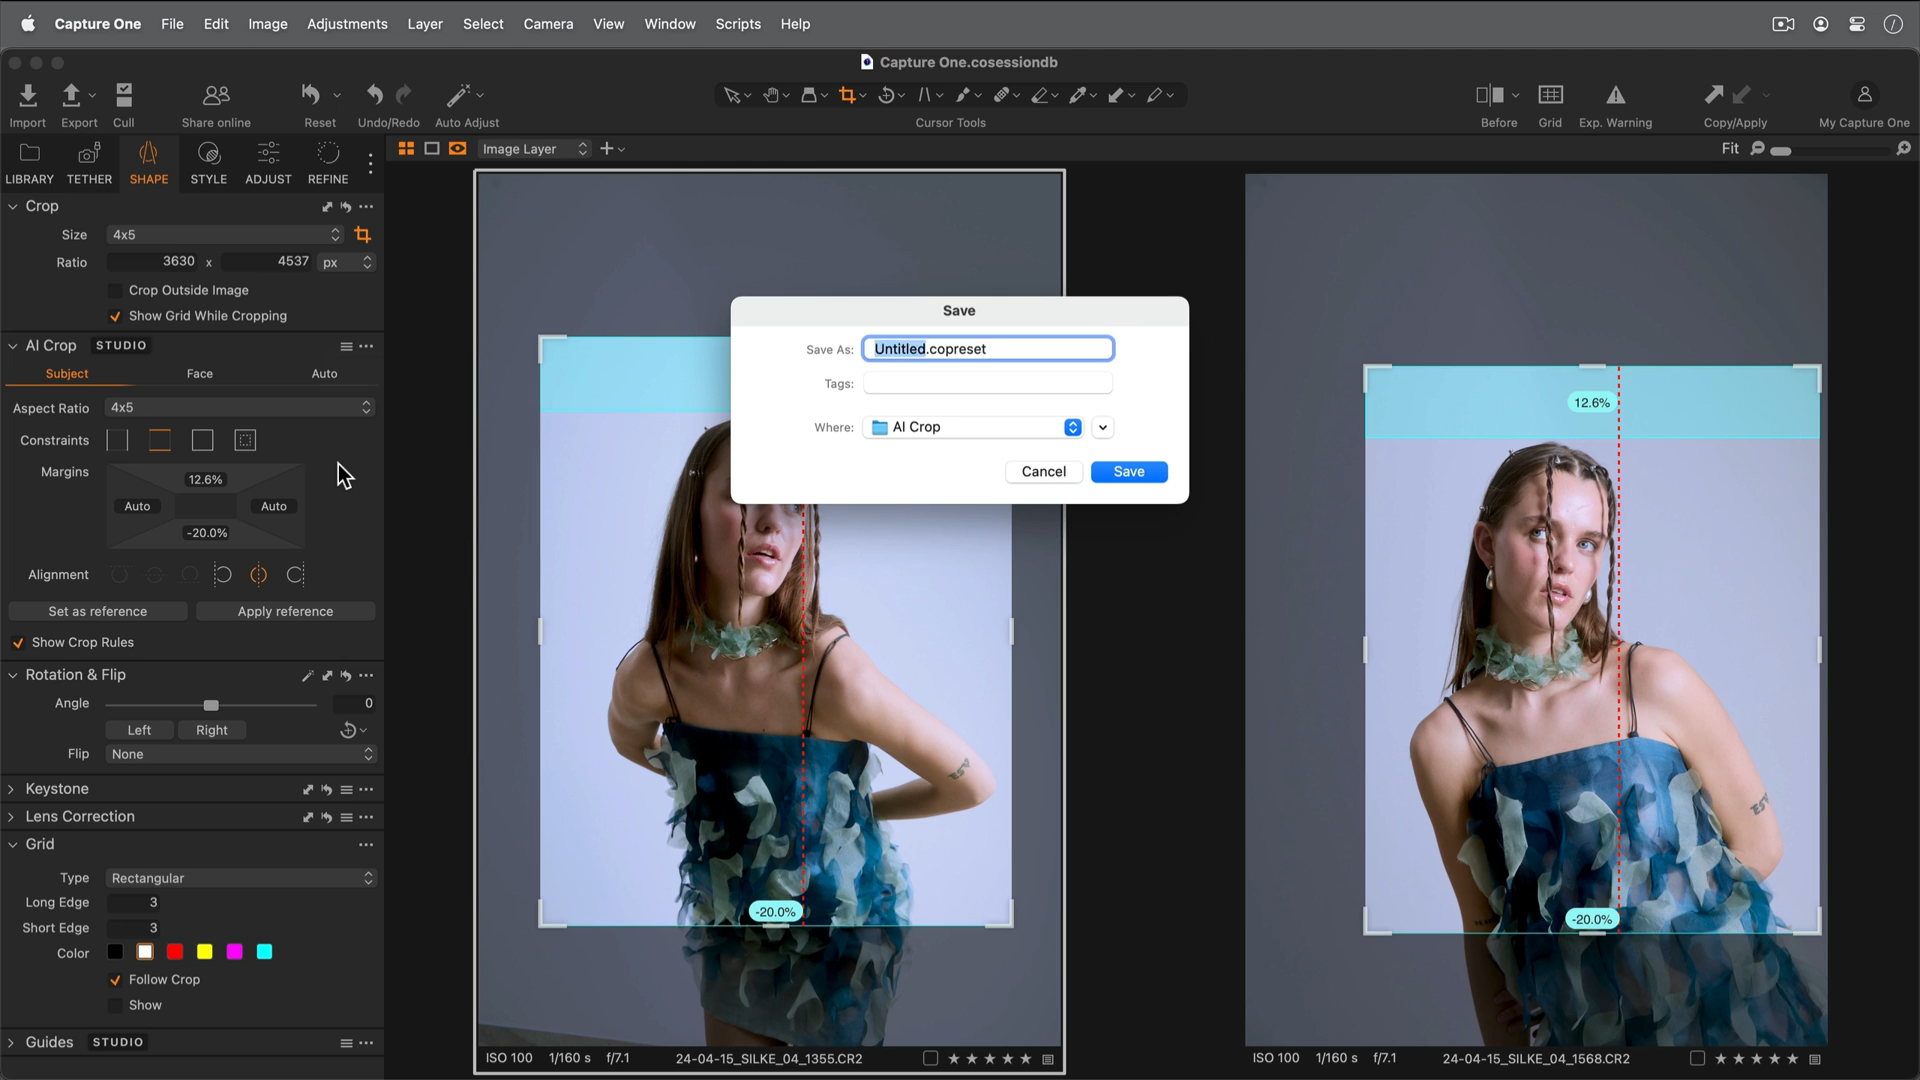 Capture One File Edit Image Adjustments Layer Select Camera View Window Scripts Help
Capture One.cosessiondb
Import Export Cull Share online Reset Undo/Redo Auto Adjust Cursor Tools Before Grid Exp. Warning Copy/Apply My Capture One
LIBRARY TETHER SHAPE STYLE ADJUST REFINE
Image Layer
Fit
Crop
Size 4x5
Ratio 3630 x 4537 px
Crop Outside Image
Show Grid While Cropping
AI Crop STUDIO
Subject Face Auto
Aspect Ratio 4x5
Constraints
Margins
12.6%
Auto Auto
-20.0%
Alignment
Set as reference Apply reference
Show Crop Rules
Rotation & Flip
Angle 0
Left Right
Flip None
Keystone
Lens Correction
Grid
Type Rectangular
Long Edge 3
Short Edge 3
Color
Follow Crop
Show
Guides STUDIO
Save
Save As: Untitled.copreset
Tags:
Where: AI Crop
Cancel Save
-20.0%
ISO 100 1/160 s f/7.1 24-04-15_SILKE_04_1355.CR2
12.6%
-20.0%
ISO 100 1/160 s f/7.1 24-04-15_SILKE_04_1568.CR2